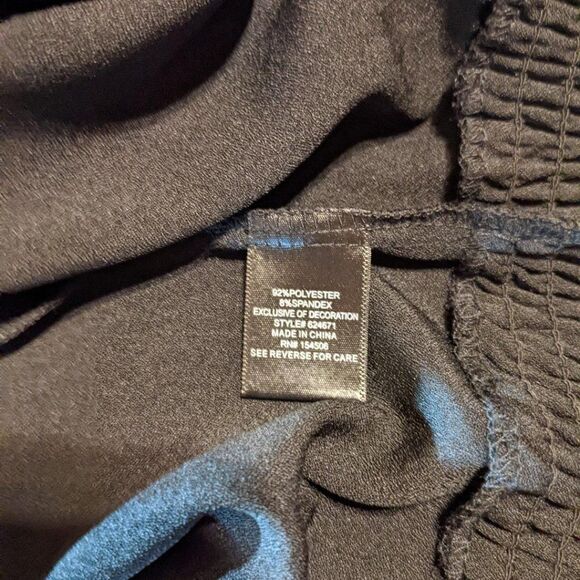 92%POLYESTER
8%SPANDEX
EXCLUSIVE OF DECORATION
STYLE# 624671
MADE IN CHINA
RN# 154506
SEE REVERSE FOR CARE